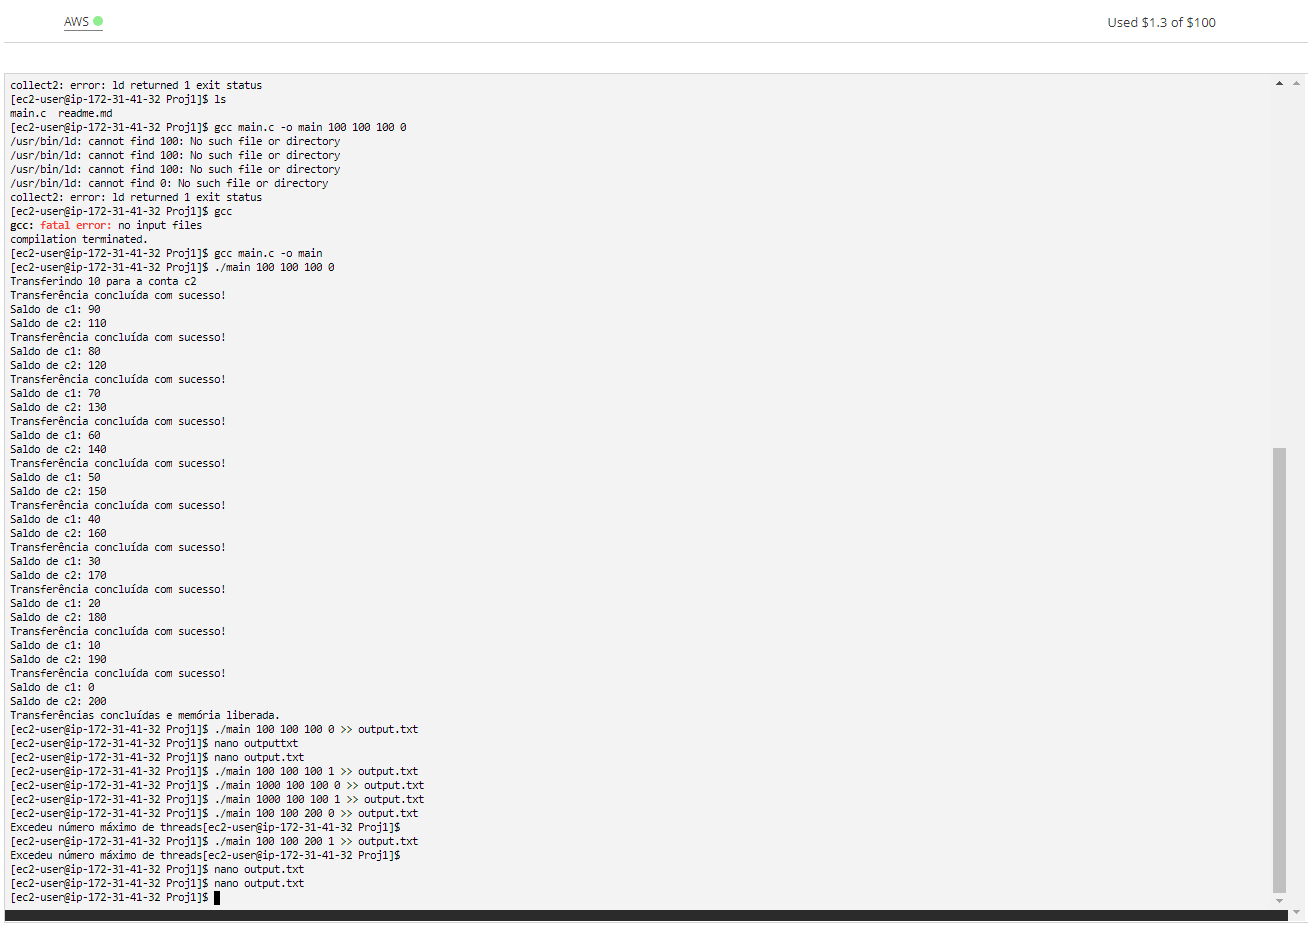 AWS
Used $1.3 of $100
collect2: error: ld returned 1 exit status
[ec2-user@ip-172-31-41-32 Proj1]$ ls
main.c  readme.md
[ec2-user@ip-172-31-41-32 Proj1]$ gcc main.c -o main 100 100 100 0
/usr/bin/ld: cannot find 100: No such file or directory
/usr/bin/ld: cannot find 100: No such file or directory
/usr/bin/ld: cannot find 100: No such file or directory
/usr/bin/ld: cannot find 0: No such file or directory
collect2: error: ld returned 1 exit status
[ec2-user@ip-172-31-41-32 Proj1]$ gcc
gcc: fatal error: no input files
compilation terminated.
[ec2-user@ip-172-31-41-32 Proj1]$ gcc main.c -o main
[ec2-user@ip-172-31-41-32 Proj1]$ ./main 100 100 100 0
Transferindo 10 para a conta c2
Transferência concluída com sucesso!
Saldo de c1: 90
Saldo de c2: 110
Transferência concluída com sucesso!
Saldo de c1: 80
Saldo de c2: 120
Transferência concluída com sucesso!
Saldo de c1: 70
Saldo de c2: 130
Transferência concluída com sucesso!
Saldo de c1: 60
Saldo de c2: 140
Transferência concluída com sucesso!
Saldo de c1: 50
Saldo de c2: 150
Transferência concluída com sucesso!
Saldo de c1: 40
Saldo de c2: 160
Transferência concluída com sucesso!
Saldo de c1: 30
Saldo de c2: 170
Transferência concluída com sucesso!
Saldo de c1: 20
Saldo de c2: 180
Transferência concluída com sucesso!
Saldo de c1: 10
Saldo de c2: 190
Transferência concluída com sucesso!
Saldo de c1: 0
Saldo de c2: 200
Transferências concluídas e memória liberada.
[ec2-user@ip-172-31-41-32 Proj1]$ ./main 100 100 100 0 >> output.txt
[ec2-user@ip-172-31-41-32 Proj1]$ nano outputtxt
[ec2-user@ip-172-31-41-32 Proj1]$ nano output.txt
[ec2-user@ip-172-31-41-32 Proj1]$ ./main 100 100 100 1 >> output.txt
[ec2-user@ip-172-31-41-32 Proj1]$ ./main 1000 100 100 0 >> output.txt
[ec2-user@ip-172-31-41-32 Proj1]$ ./main 1000 100 100 1 >> output.txt
[ec2-user@ip-172-31-41-32 Proj1]$ ./main 100 100 200 0 >> output.txt
Excedeu número máximo de threads[ec2-user@ip-172-31-41-32 Proj1]$
[ec2-user@ip-172-31-41-32 Proj1]$ ./main 100 100 200 1 >> output.txt
Excedeu número máximo de threads[ec2-user@ip-172-31-41-32 Proj1]$
[ec2-user@ip-172-31-41-32 Proj1]$ nano output.txt
[ec2-user@ip-172-31-41-32 Proj1]$ nano output.txt
[ec2-user@ip-172-31-41-32 Proj1]$